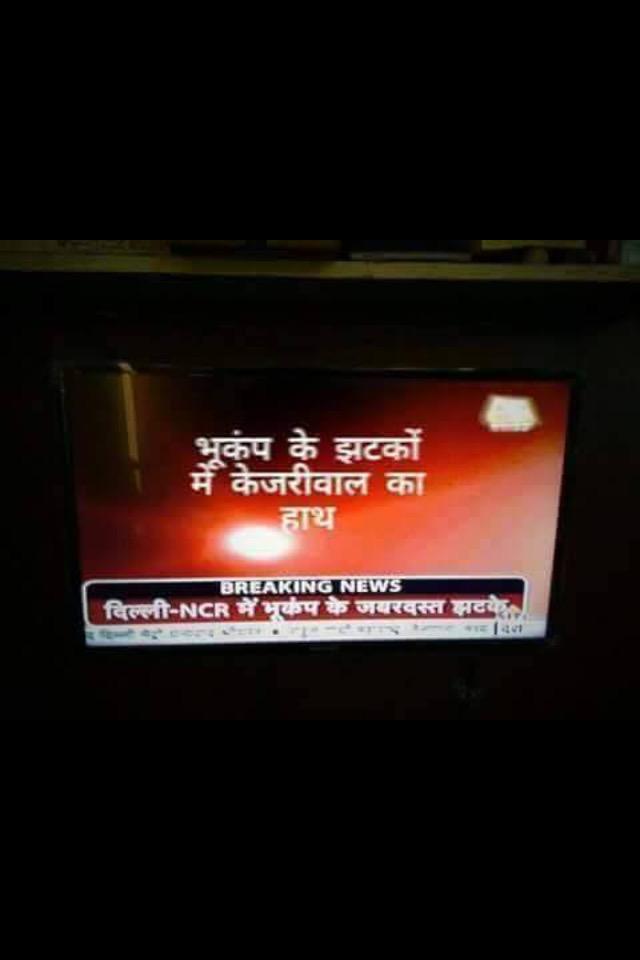 भूकंप के झटकों
में केजरीवाल का
हाथ
BREAKING NEWS
दिल्ली-NCR में भूकंप के जबरदस्त झटके